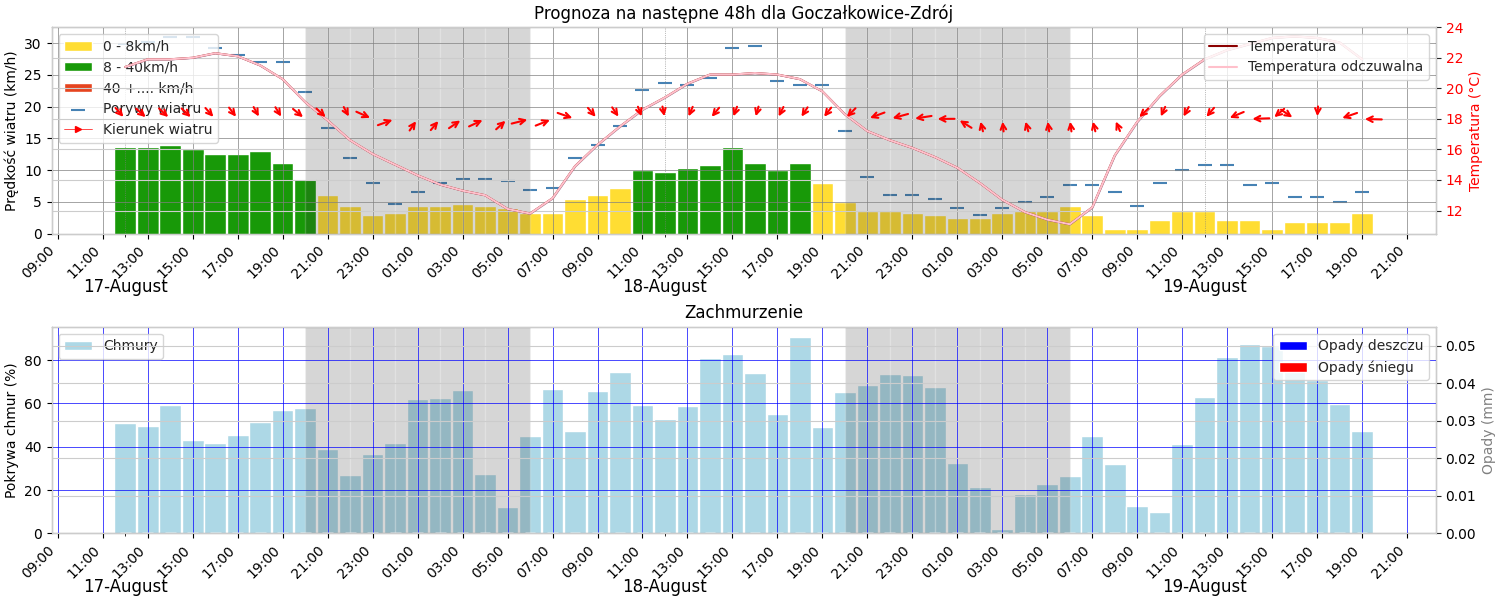 Prognoza na następne 48h dla Goczałkowice-Zdrój
Prędkość wiatru (km/h)
30
25
20
15
10
5
0
0 - 8km/h
8 - 40km/h
40 + .... km/h
Porywy wiatru
Kierunek wiatru
Temperatura
Temperatura odczuwalna
24
22
20
18
16
14
12
Temperatura (°C)
09:00 11:00 13:00 15:00 17:00 19:00 21:00 23:00 01:00 03:00 05:00 07:00 09:00 11:00 13:00 15:00 17:00 19:00 21:00 23:00 01:00 03:00 05:00 07:00 09:00 11:00 13:00 15:00 17:00 19:00 21:00
17-August 18-August 19-August
Zachmurzenie
Pokrywa chmur (%)
80
60
40
20
0
Chmury
Opady deszczu
Opady śniegu
0.05
0.04
0.03
0.02
0.01
0.00
Opady (mm)
09:00 11:00 13:00 15:00 17:00 19:00 21:00 23:00 01:00 03:00 05:00 07:00 09:00 11:00 13:00 15:00 17:00 19:00 21:00 23:00 01:00 03:00 05:00 07:00 09:00 11:00 13:00 15:00 17:00 19:00 21:00
17-August 18-August 19-August